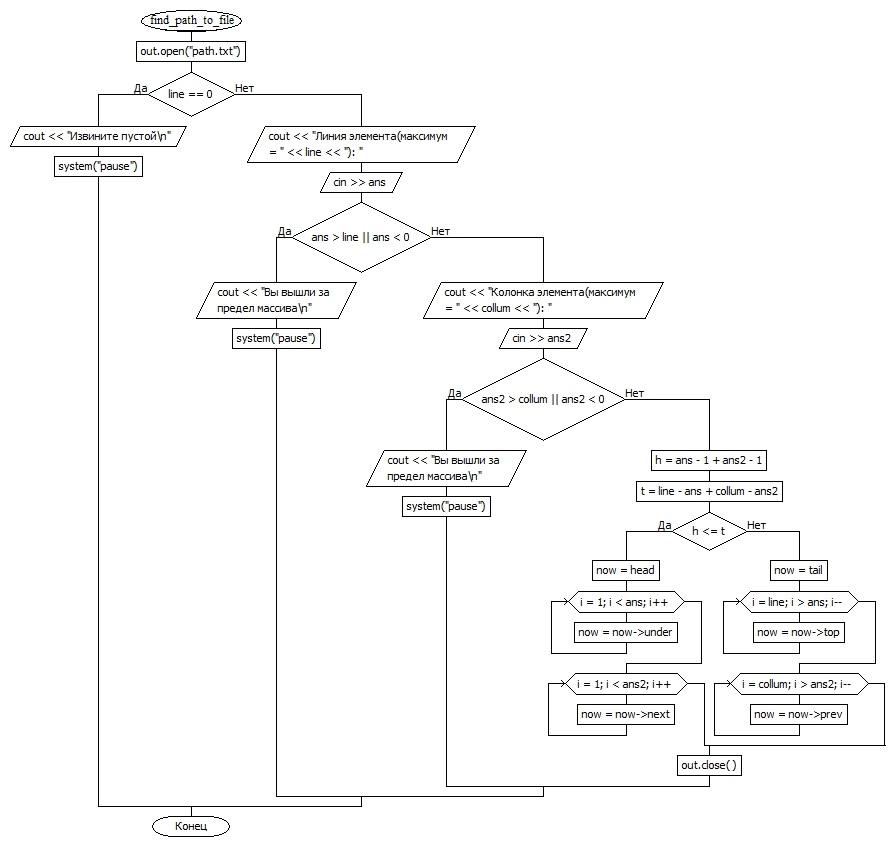 find_path_to_file
out.open("path.txt")
Да
line == 0
Нет
cout << "Извините пустой\n"
system("pause")
cout << "Линия элемента(максимум
= " << line << "): "
cin >> ans
Да
ans > line || ans < 0
Нет
cout << "Вы вышли за
предел массива\n"
system("pause")
cout << "Колонка элемента(максимум
= " << collum << "): "
cin >> ans2
Да
ans2 > collum || ans2 < 0
Нет
cout << "Вы вышли за
предел массива\n"
system("pause")
h = ans - 1 + ans2 - 1
t = line - ans + collum - ans2
Да
h <= t
Нет
now = head
i = 1; i < ans; i++
now = now->under
i = 1; i < ans2; i++
now = now->next
now = tail
i = line; i > ans; i--
now = now->top
i = collum; i > ans2; i--
now = now->prev
out.close( )
Конец